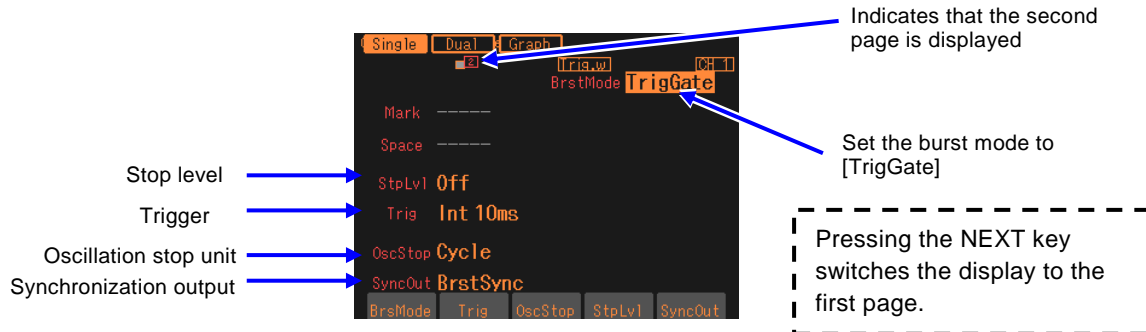 Indicates that the second
page is displayed
Single Dual Graph
2
Trig.w CH 1
BrstMode TrigGate
Mark -----
Space -----
Set the burst mode to
[TrigGate]
Stop level
StpLvl Off
Trigger
Trig Int 10ms
Oscillation stop unit
OscStop Cycle
Synchronization output
SyncOut BrstSync
BrsMode Trig OscStop StpLvl SyncOut
Pressing the NEXT key
switches the display to the
first page.